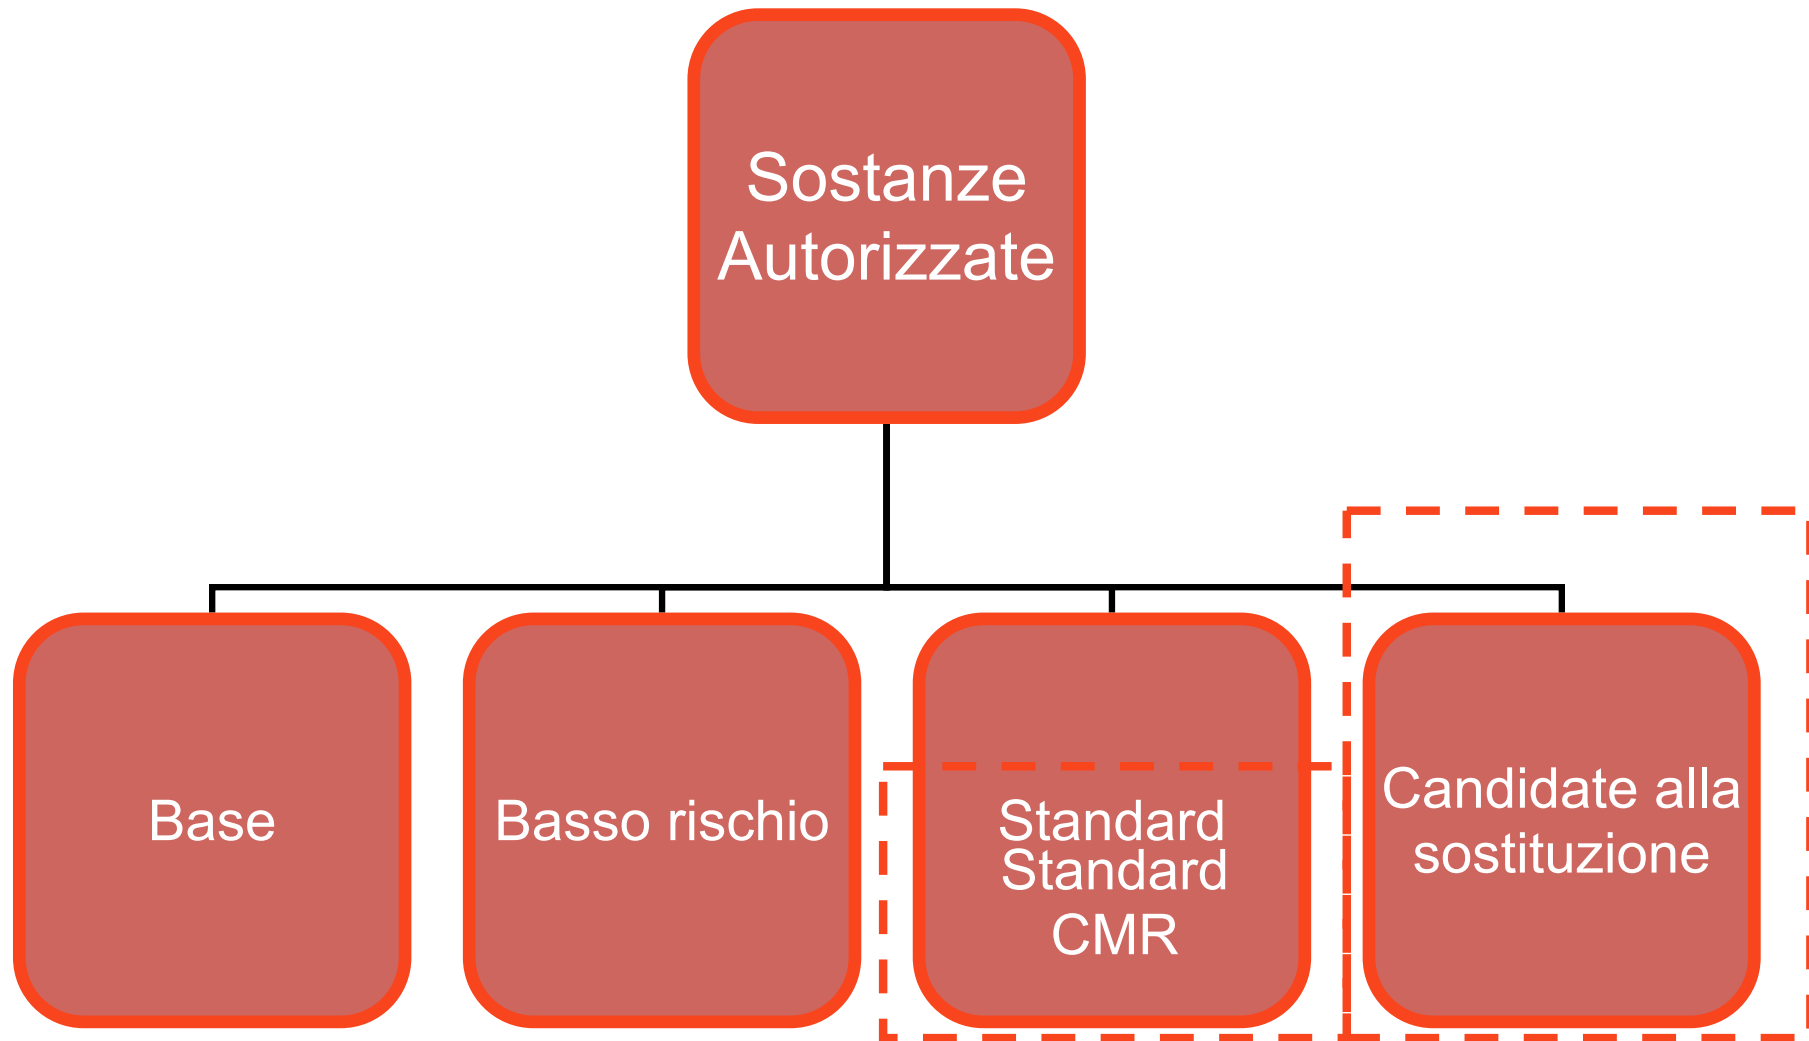 Sostanze
Autorizzate
Base
Basso rischio
Standard
Standard
CMR
Candidate alla
sostituzione